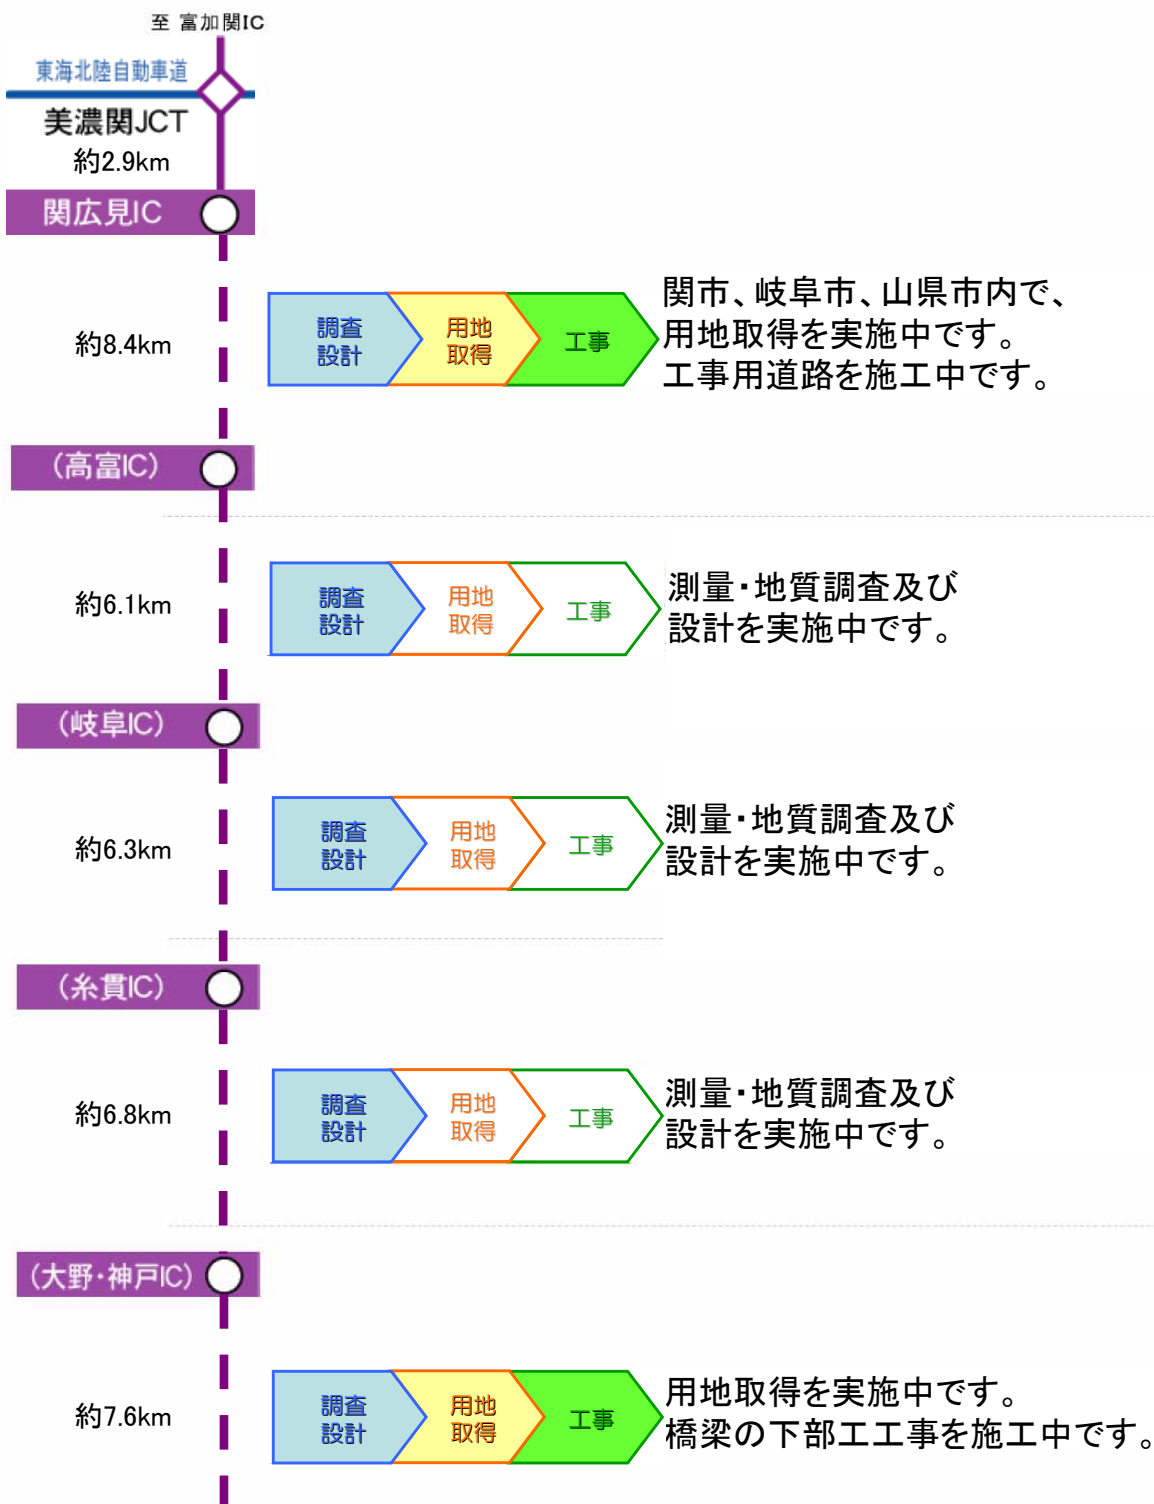 至 富加関IC
東海北陸自動車道
美濃関JCT
約2.9km
関広見IC
約8.4km
調査
設計
用地
取得
工事
関市、岐阜市、山県市内で、
用地取得を実施中です。
工事用道路を施工中です。
(高富IC)
約6.1km
調査
設計
用地
取得
工事
測量・地質調査及び
設計を実施中です。
(岐阜IC)
約6.3km
調査
設計
用地
取得
工事
測量・地質調査及び
設計を実施中です。
(糸貫IC)
約6.8km
調査
設計
用地
取得
工事
測量・地質調査及び
設計を実施中です。
(大野・神戸IC)
約7.6km
調査
設計
用地
取得
工事
用地取得を実施中です。
橋梁の下部工工事を施工中です。